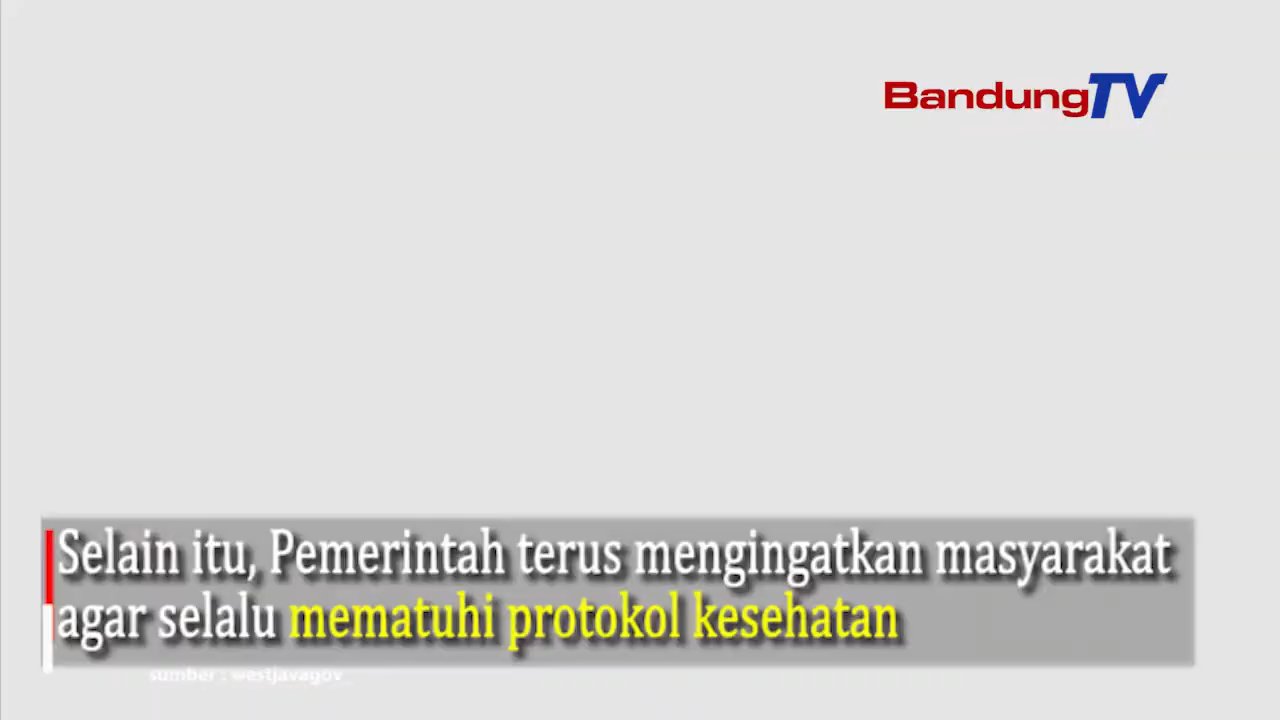 BandungTV
Selain itu, Pemerintah terus mengingatkan masyarakat
agar selalu mematuhi protokol kesehatan
sumber : westjavagov